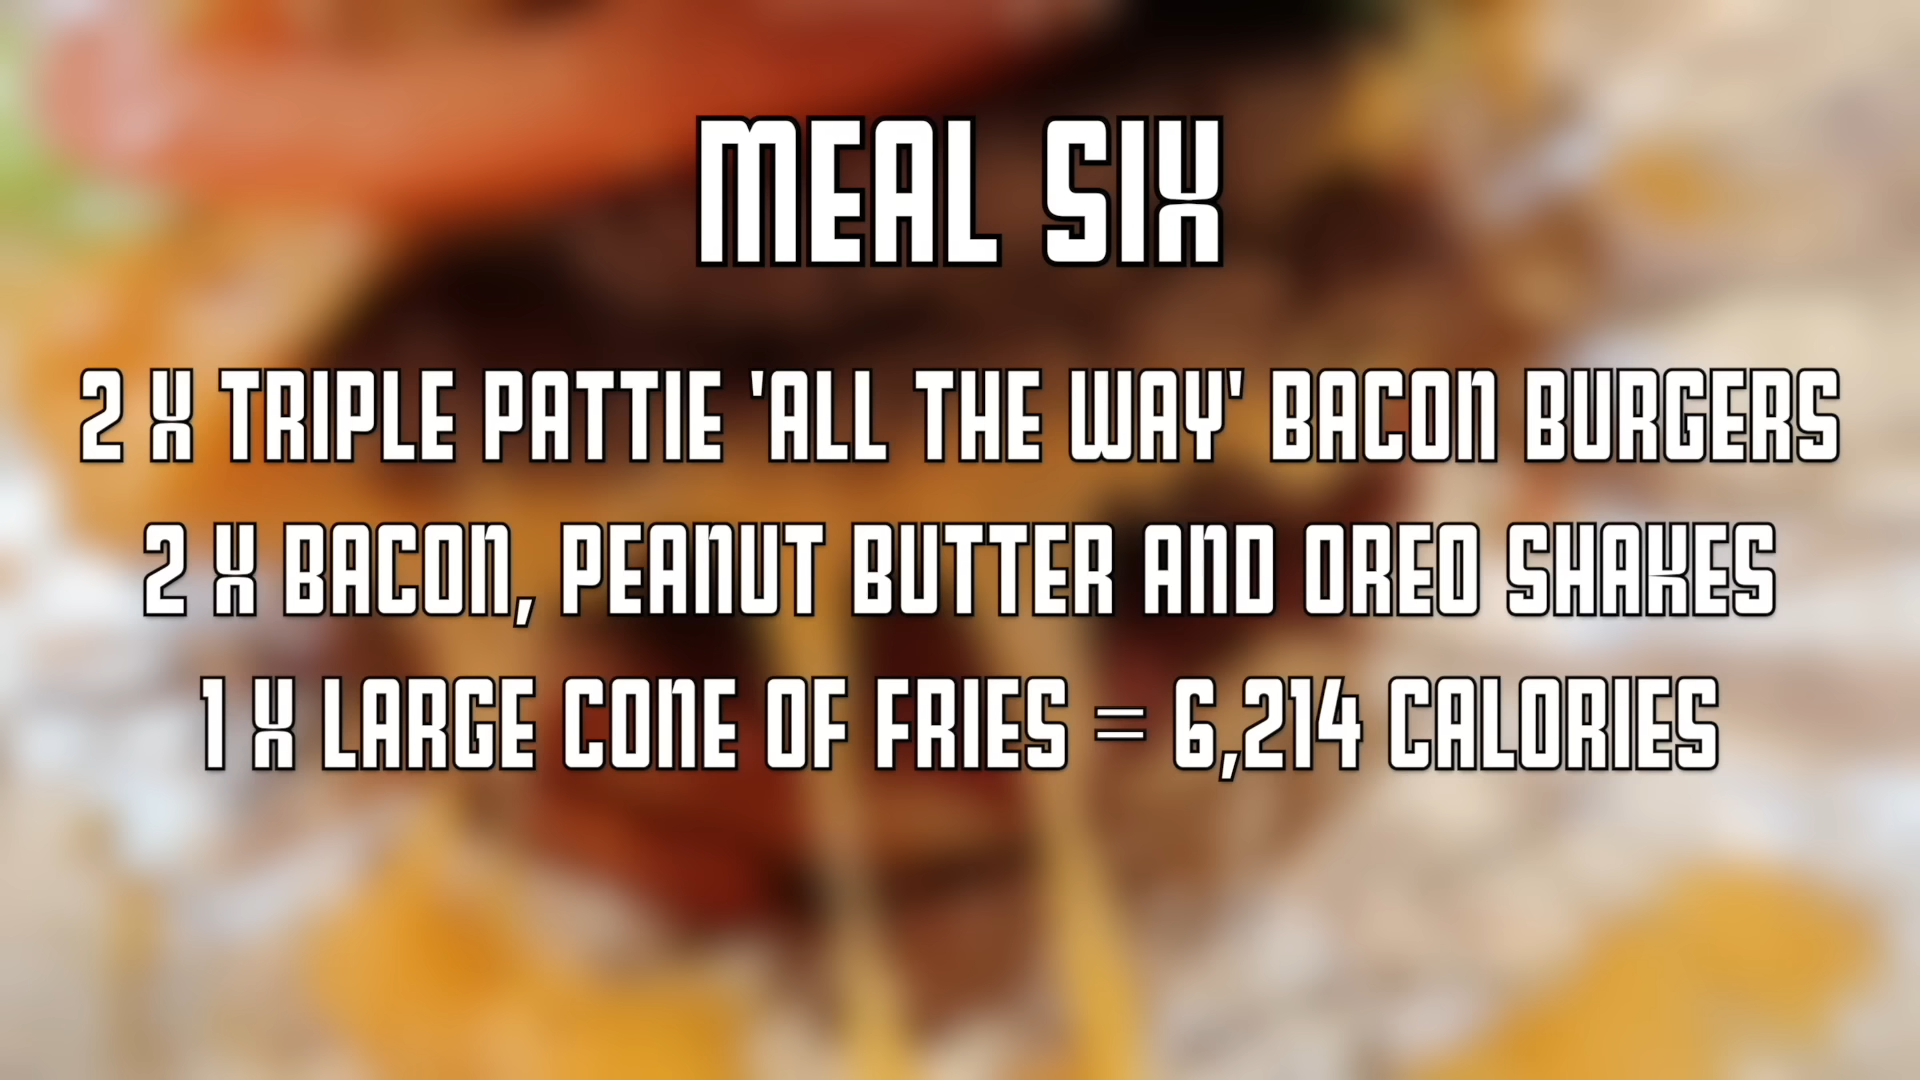 MEAL SIX
2 X TRIPLE PATTIE 'ALL THE WAY' BACON BURGERS
2 X BACON, PEANUT BUTTER AND OREO SHAKES
1 X LARGE CONE OF FRIES = 6,214 CALORIES